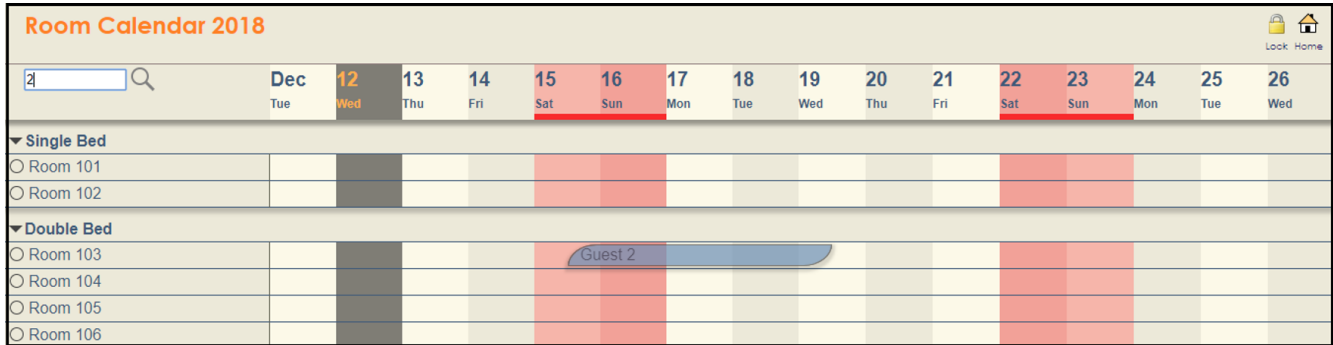 Room Calendar 2018
Lock Home
2
Dec 12 13 14 15 16 17 18 19 20 21 22 23 24 25 26
Tue Wed Thu Fri Sat Sun Mon Tue Wed Thu Fri Sat Sun Mon Tue Wed
Single Bed
Room 101
Room 102
Double Bed
Room 103 Guest 2
Room 104
Room 105
Room 106